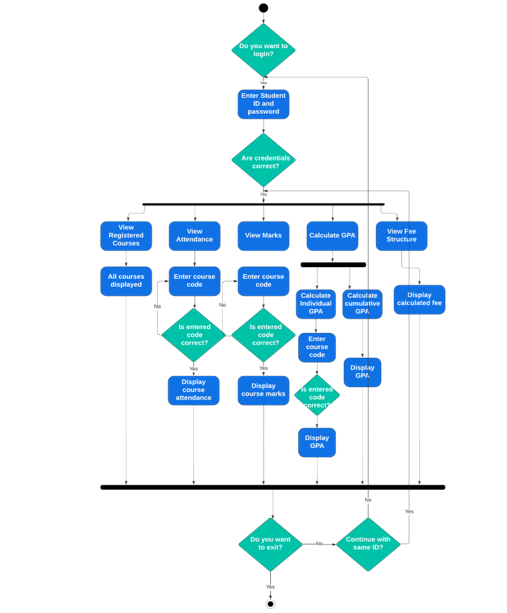 Do you want to
login?
Yes
Enter Student
ID and
password
Are credentials
correct?
Yes
View
Registered
Courses
View
Attendance
View Marks
Calculate GPA
View Fee
Structure
All courses
displayed
Enter course
code
Enter course
code
Calculate
Individual
GPA
Calculate
cumulative
GPA
Display
calculated fee
No
No
Is entered
code
correct?
Is entered
code
correct?
Enter
course
code
Yes
Yes
Display
course
attendance
Display
course marks
Is entered
code
correct?
Display
GPA
Display
GPA
No
Yes
Do you want
to exit?
No
Continue with
same ID?
Yes